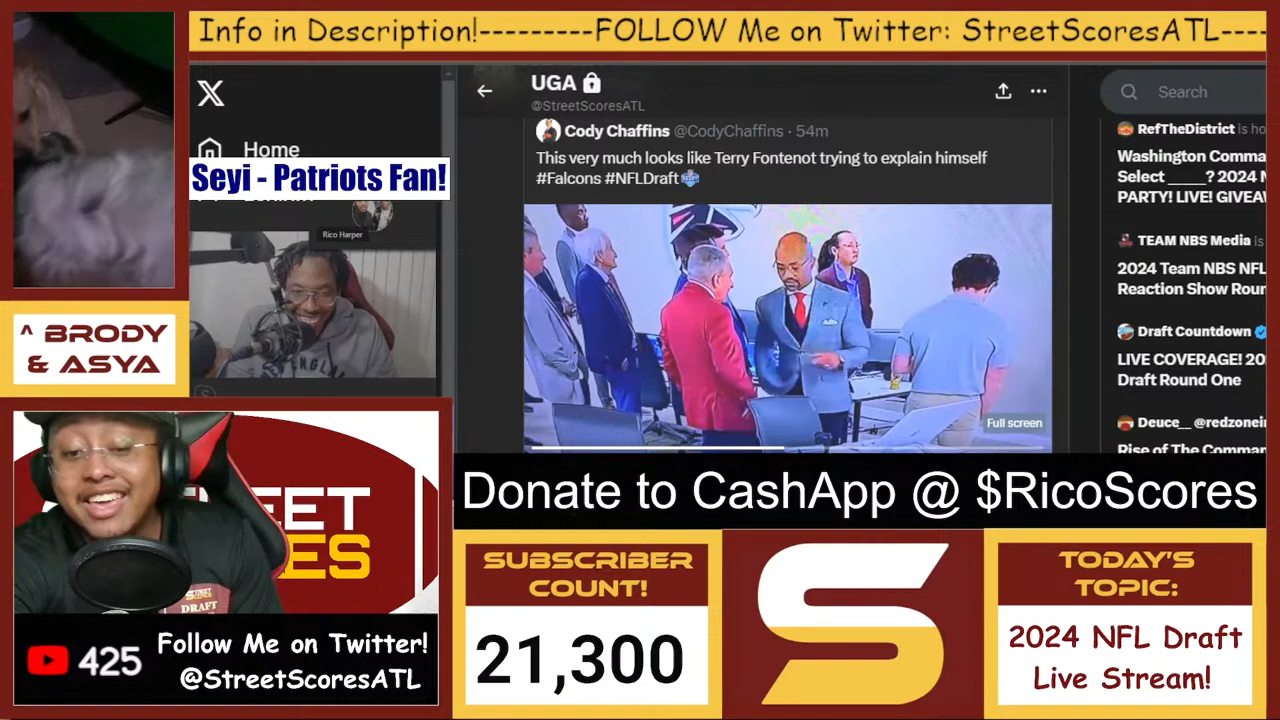 Info in Description!---------FOLLOW Me on Twitter: StreetScoresATL----
X
Home
Seyi - Patriots Fan!
Rico Harper
UGA
@StreetScoresATL
Cody Chaffins @CodyChaffins · 54m
This very much looks like Terry Fontenot trying to explain himself
#Falcons #NFLDraft
Full screen
Search
RefTheDistrict is ho
Washington Comma
Select _____? 2024 N
PARTY! LIVE! GIVEA
TEAM NBS Media is
2024 Team NBS NFL
Reaction Show Roun
Draft Countdown
LIVE COVERAGE! 20
Draft Round One
Deuce__ @redzonei
Rise of The Comman
^ BRODY
& ASYA
STREET
DRAFT
425
Follow Me on Twitter!
@StreetScoresATL
Donate to CashApp @ $RicoScores
SUBSCRIBER
COUNT!
21,300
S
TODAY'S
TOPIC:
2024 NFL Draft
Live Stream!